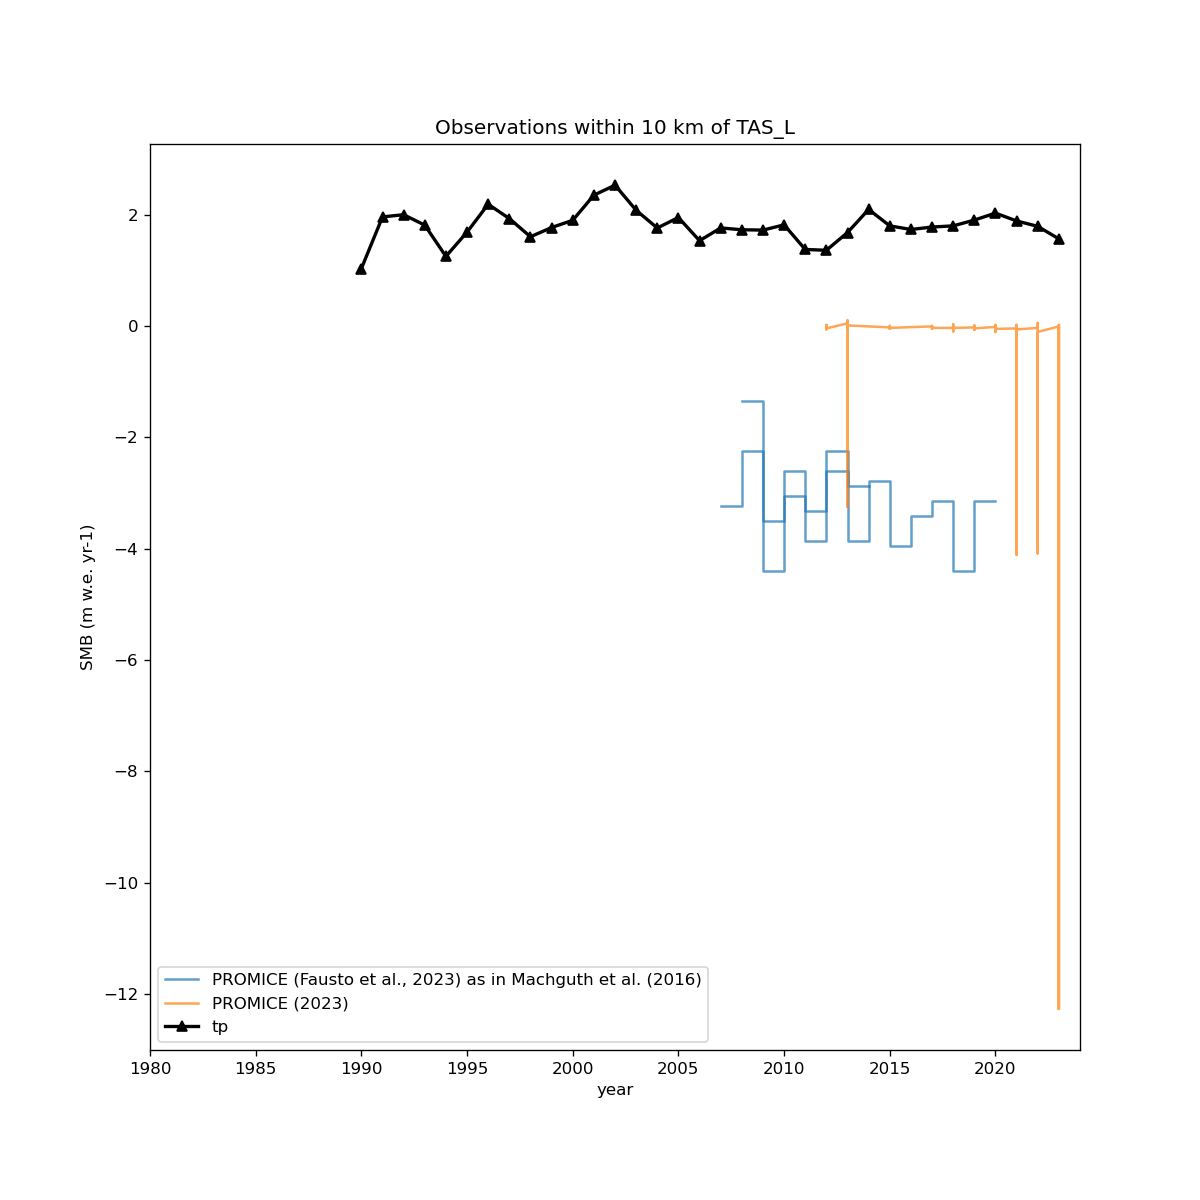 Observations within 10 km of TAS_L
SMB (m w.e. yr-1)
2
0
−2
−4
−6
−8
−10
−12
PROMICE (Fausto et al., 2023) as in Machguth et al. (2016)
PROMICE (2023)
tp
1980 1985 1990 1995 2000 2005 2010 2015 2020
year